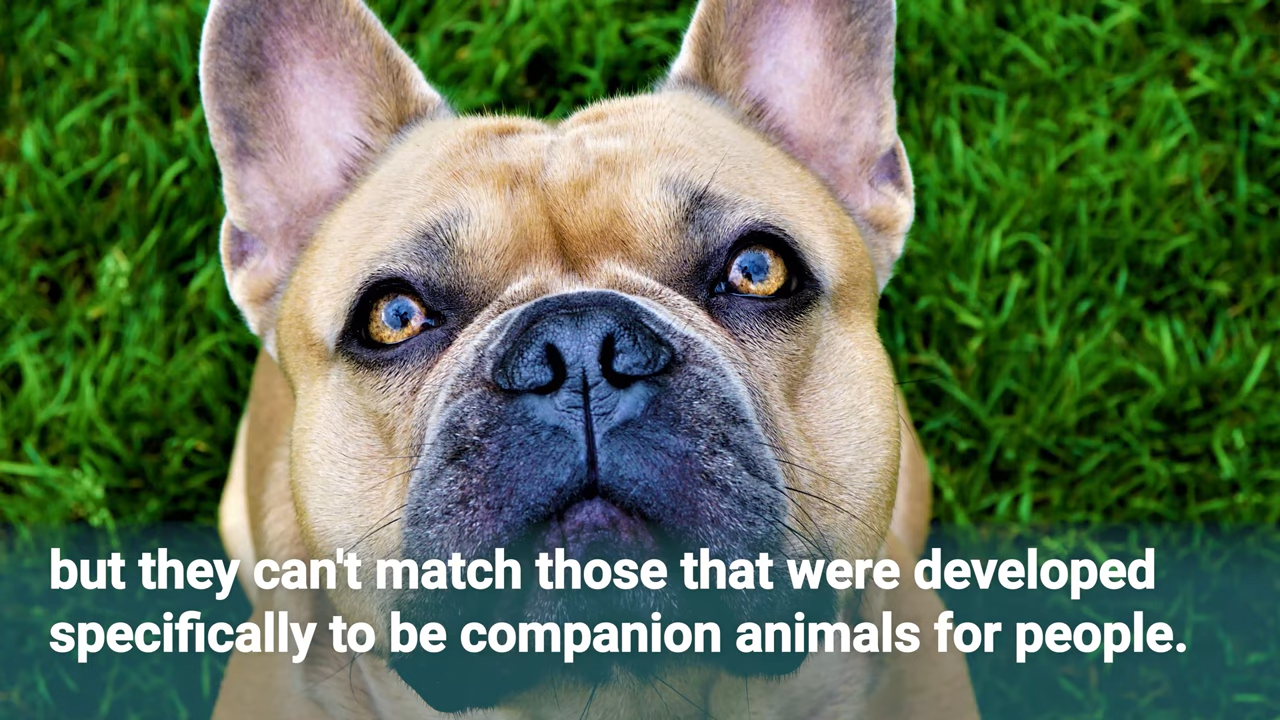 but they can't match those that were developed
specifically to be companion animals for people.